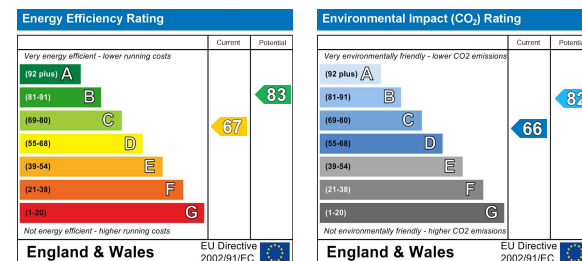 Energy Efficiency Rating
Current Potential
Very energy efficient - lower running costs
(92 plus) A
(81-91) B
83
(69-80) C
67
(55-68) D
(39-54) E
(21-38) F
(1-20) G
Not energy efficient - higher running costs
England & Wales
EU Directive
2002/91/EC
Environmental Impact (CO₂) Rating
Current Potential
Very environmentally friendly - lower CO2 emissions
(92 plus) A
(81-91) B
82
(69-80) C
66
(55-68) D
(39-54) E
(21-38) F
(1-20) G
Not environmentally friendly - higher CO2 emissions
England & Wales
EU Directive
2002/91/EC